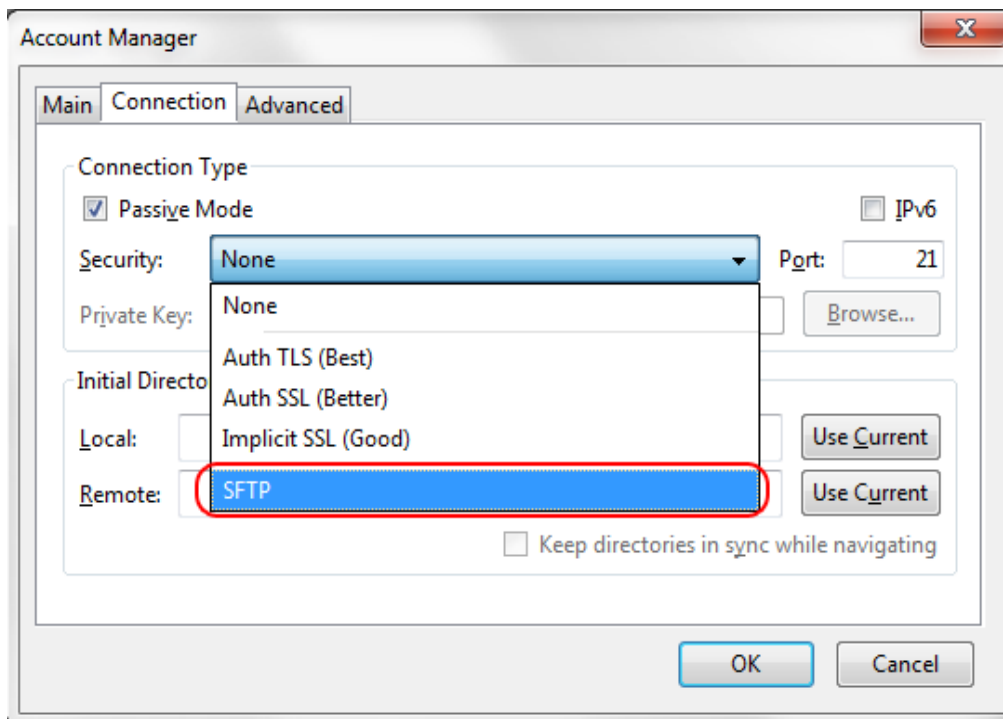 Account Manager
Main Connection Advanced
Connection Type
Passive Mode IPv6
Security: None Port: 21
None
Private Key: Browse...
Auth TLS (Best)
Initial Directo
Auth SSL (Better)
Local: Implicit SSL (Good) Use Current
Remote: SFTP Use Current
Keep directories in sync while navigating
OK Cancel